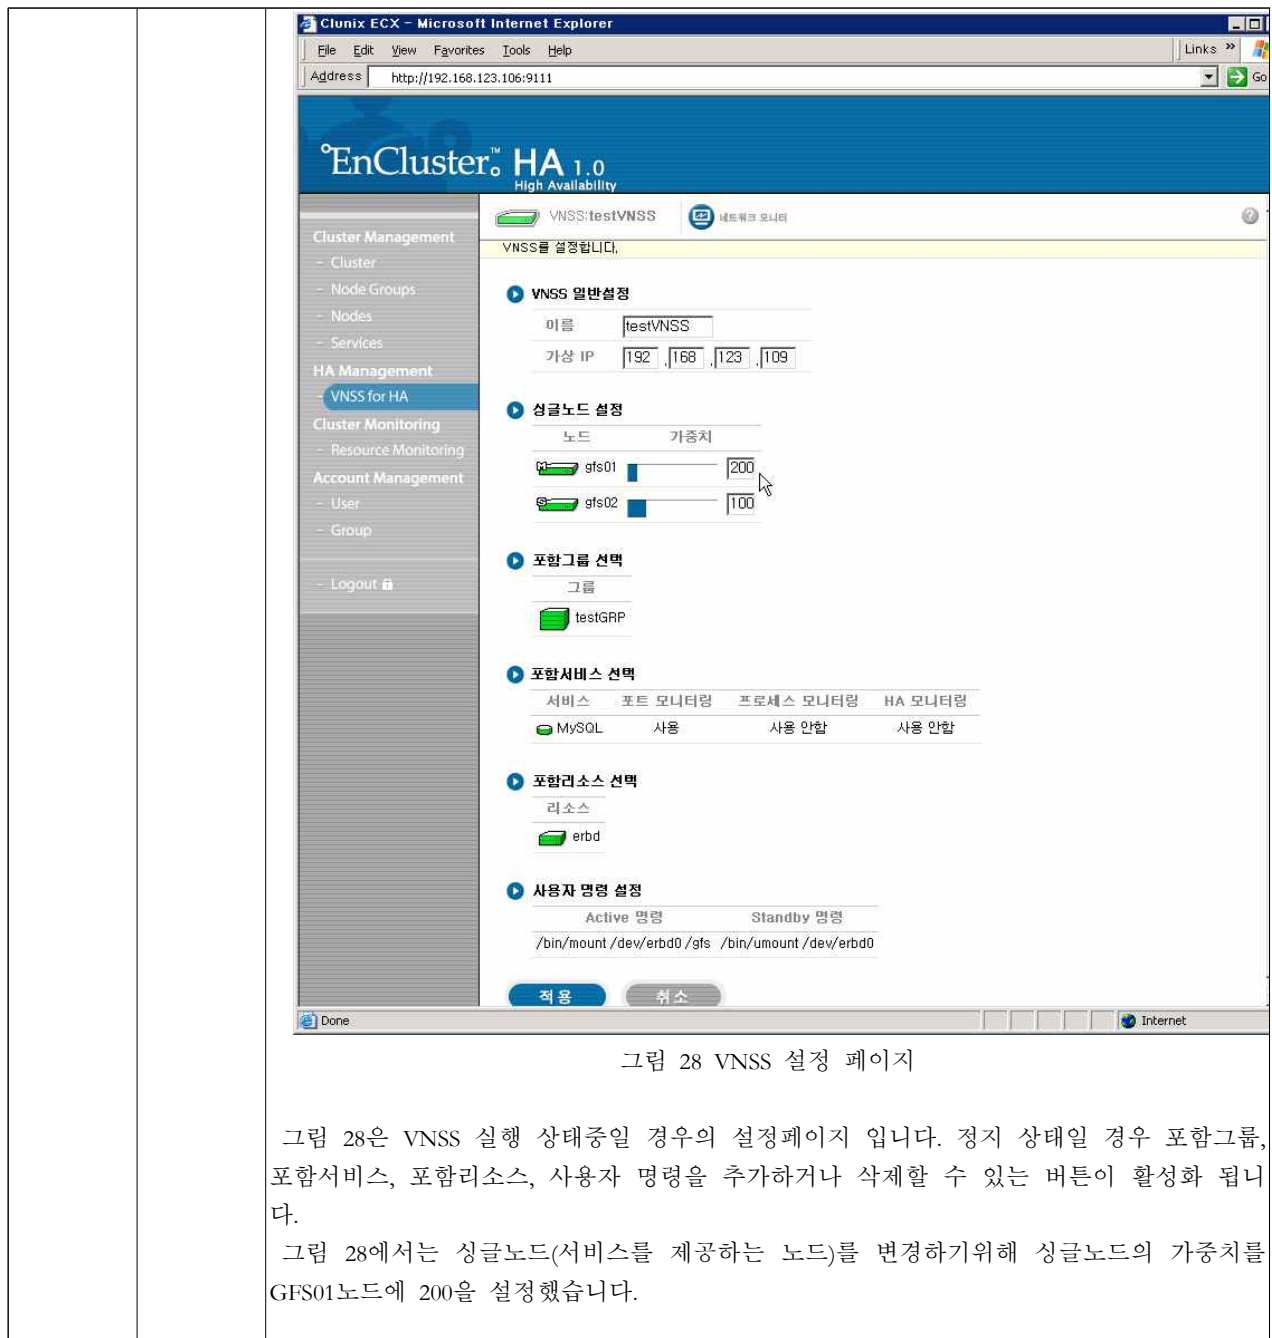 Clunix ECX - Microsoft Internet Explorer
File Edit View Favorites Tools Help Links »
Address http://192.168.123.106:9111 Go
EnCluster™ HA 1.0
High Availability
VNSS:testVNSS 네트워크 모니터
VNSS를 설정합니다.
Cluster Management
- Cluster
- Node Groups
- Nodes
- Services
HA Management
- VNSS for HA
Cluster Monitoring
- Resource Monitoring
Account Management
- User
- Group
- Logout
VNSS 일반설정
이름 testVNSS
가상 IP 192 .168 .123 .109
싱글노드 설정
노드 가중치
M gfs01 200
S gfs02 100
포함그룹 선택
그룹
testGRP
포함서비스 선택
서비스 포트 모니터링 프로세스 모니터링 HA 모니터링
MySQL 사용 사용 안함 사용 안함
포함리소스 선택
리소스
erbd
사용자 명령 설정
Active 명령 Standby 명령
/bin/mount /dev/erbd0 /gfs /bin/umount /dev/erbd0
적용 취소
Done Internet
그림 28 VNSS 설정 페이지
그림 28은 VNSS 실행 상태중일 경우의 설정페이지 입니다. 정지 상태일 경우 포함그룹,
포함서비스, 포함리소스, 사용자 명령을 추가하거나 삭제할 수 있는 버튼이 활성화 됩니
다.
그림 28에서는 싱글노드(서비스를 제공하는 노드)를 변경하기위해 싱글노드의 가중치를
GFS01노드에 200을 설정했습니다.